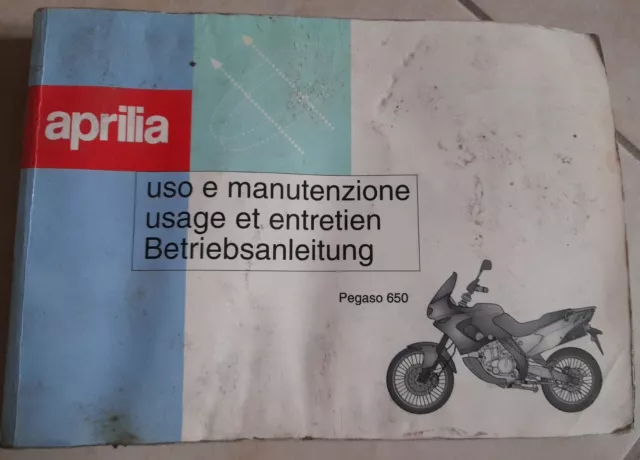 aprilia
uso e manutenzione
usage et entretien
Betriebsanleitung
Pegaso 650